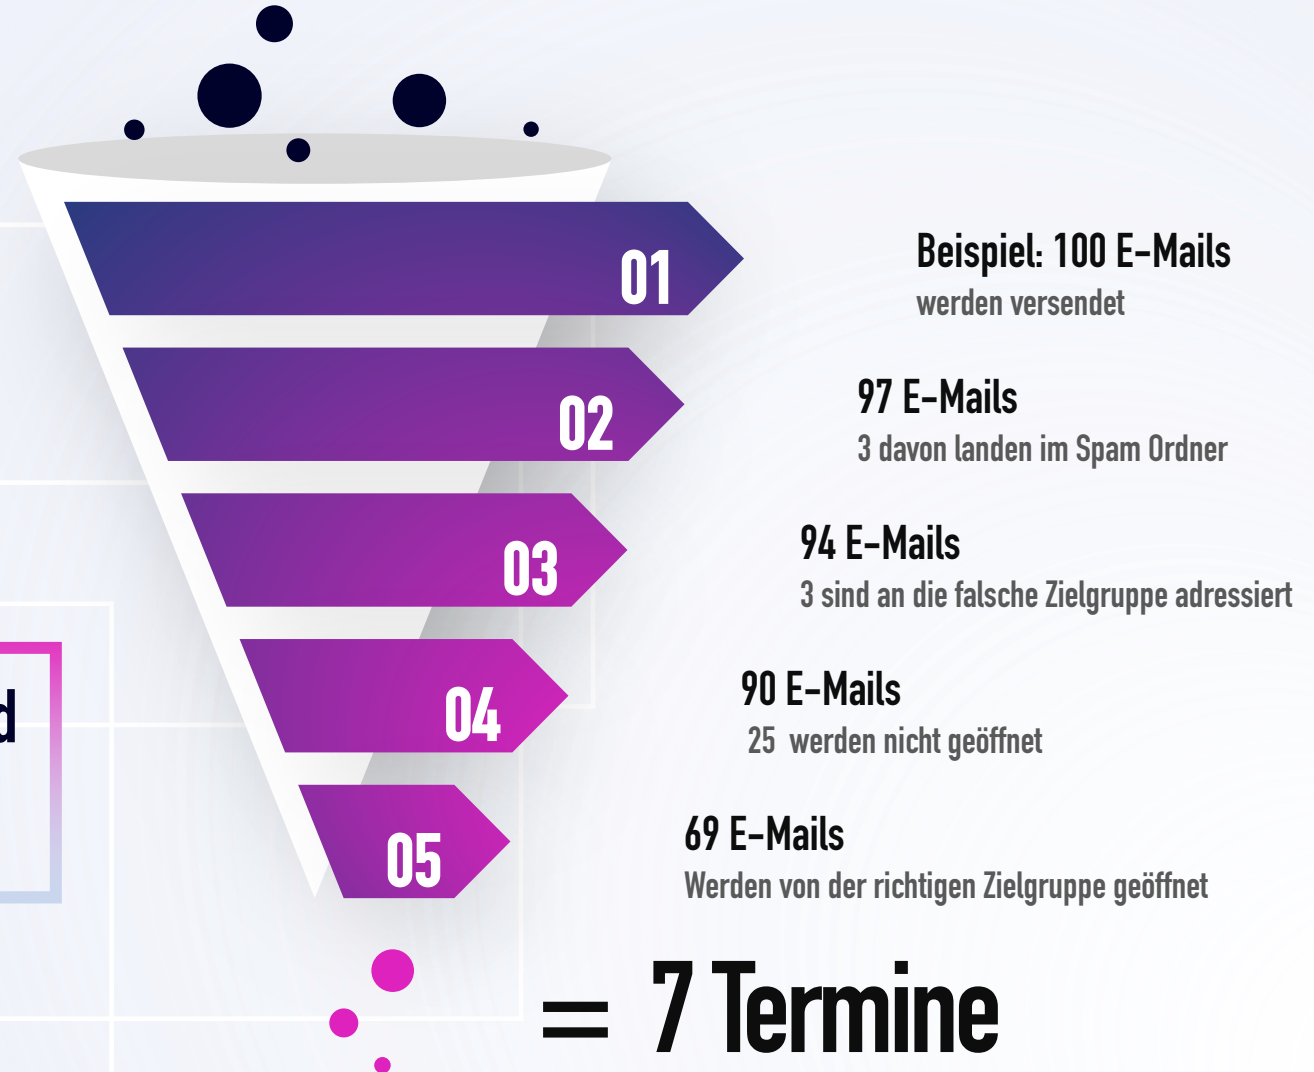 01
Beispiel: 100 E-Mails
werden versendet
02
97 E-Mails
3 davon landen im Spam Ordner
03
94 E-Mails
3 sind an die falsche Zielgruppe adressiert
04
90 E-Mails
25 werden nicht geöffnet
d
05
69 E-Mails
Werden von der richtigen Zielgruppe geöffnet
= 7 Termine